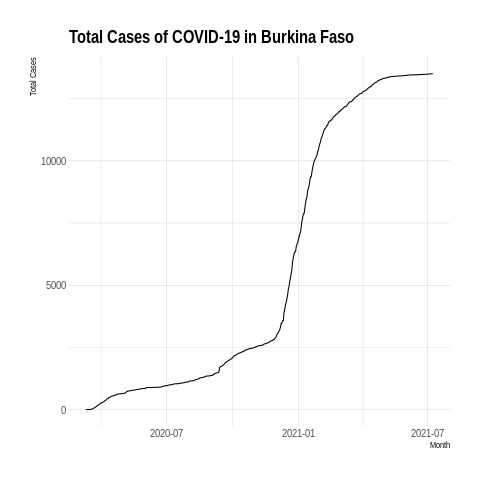 Total Cases of COVID-19 in Burkina Faso
Total Cases
10000
5000
0
2020-07
2021-01
2021-07
Month